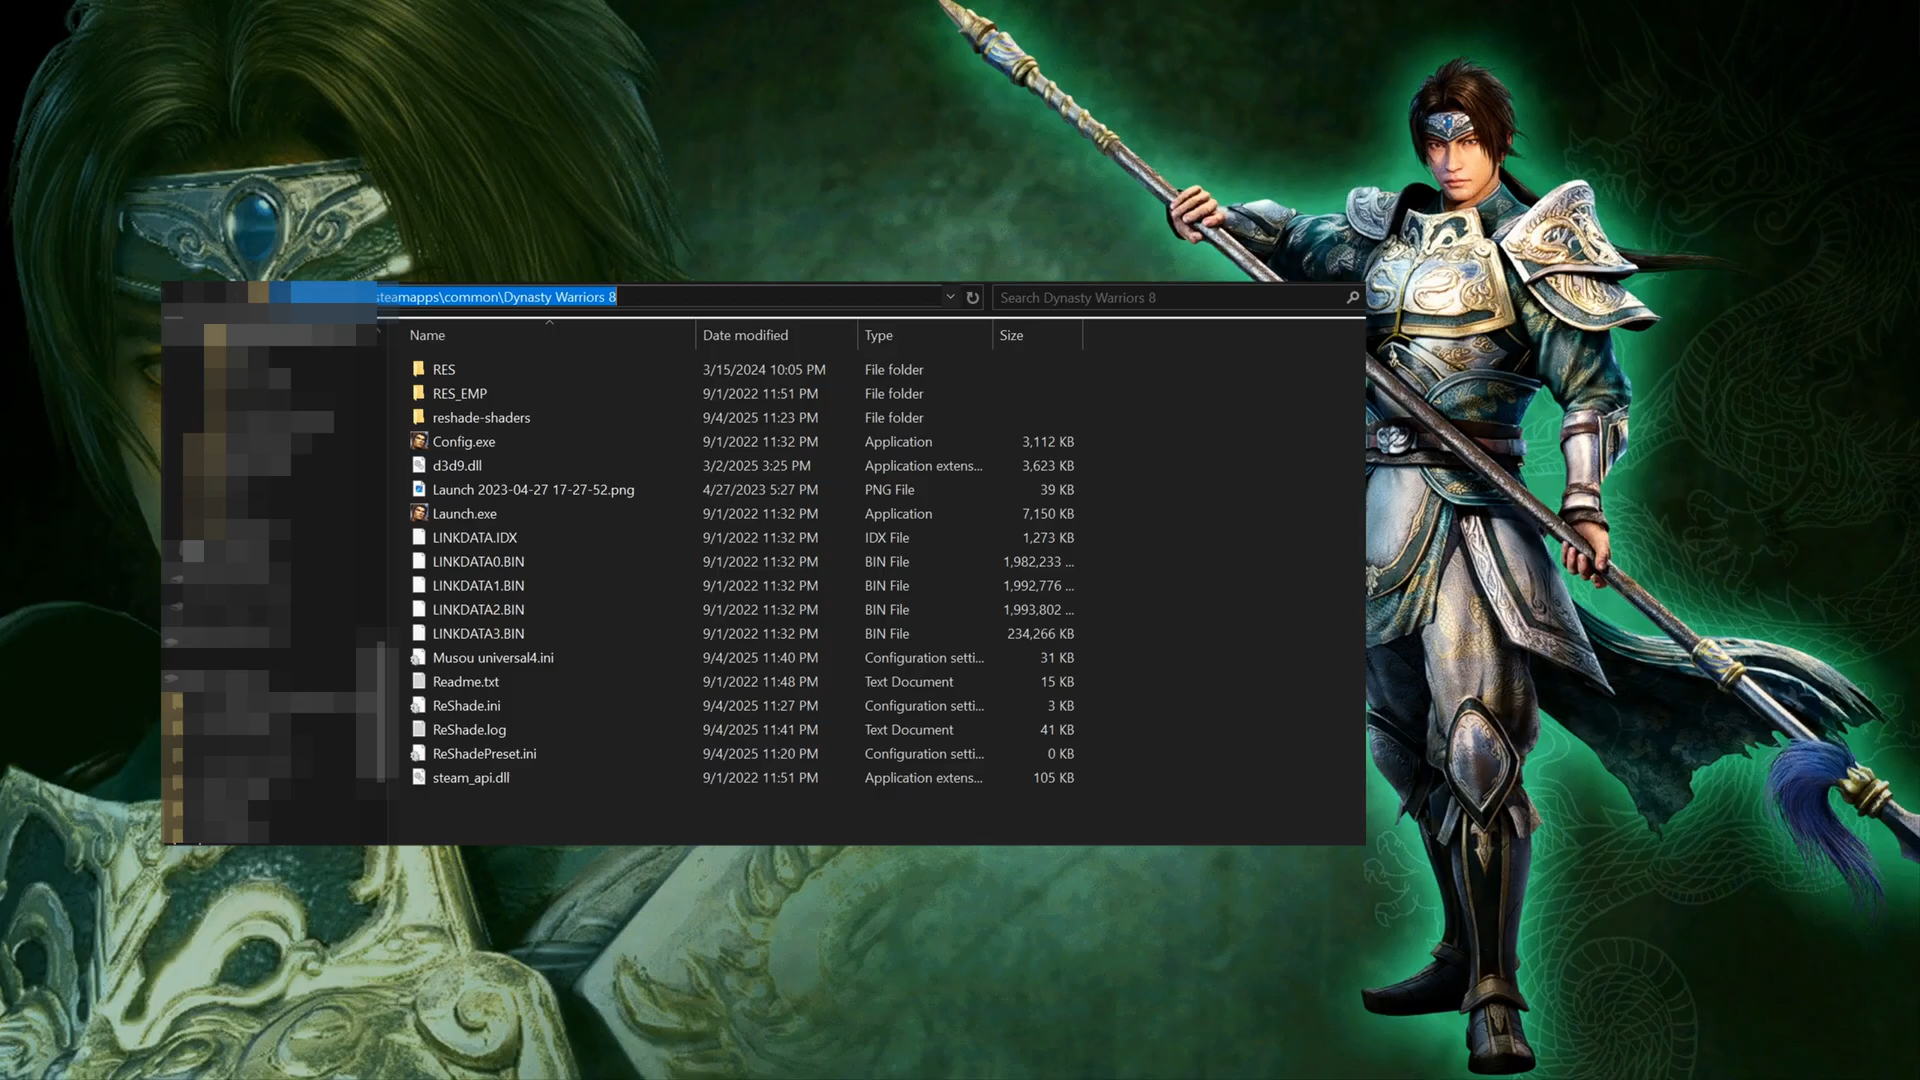 steamapps\common\Dynasty Warriors 8 Search Dynasty Warriors 8
Name Date modified Type Size
RES 3/15/2024 10:05 PM File folder
RES_EMP 9/1/2022 11:51 PM File folder
reshade-shaders 9/4/2025 11:23 PM File folder
Config.exe 9/1/2022 11:32 PM Application 3,112 KB
d3d9.dll 3/2/2025 3:25 PM Application extens... 3,623 KB
Launch 2023-04-27 17-27-52.png 4/27/2023 5:27 PM PNG File 39 KB
Launch.exe 9/1/2022 11:32 PM Application 7,150 KB
LINKDATA.IDX 9/1/2022 11:32 PM IDX File 1,273 KB
LINKDATA0.BIN 9/1/2022 11:32 PM BIN File 1,982,233 ...
LINKDATA1.BIN 9/1/2022 11:32 PM BIN File 1,992,776 ...
LINKDATA2.BIN 9/1/2022 11:32 PM BIN File 1,993,802 ...
LINKDATA3.BIN 9/1/2022 11:32 PM BIN File 234,266 KB
Musou universal4.ini 9/4/2025 11:40 PM Configuration setti... 31 KB
Readme.txt 9/1/2022 11:48 PM Text Document 15 KB
ReShade.ini 9/4/2025 11:27 PM Configuration setti... 3 KB
ReShade.log 9/4/2025 11:41 PM Text Document 41 KB
ReShadePreset.ini 9/4/2025 11:20 PM Configuration setti... 0 KB
steam_api.dll 9/1/2022 11:51 PM Application extens... 105 KB